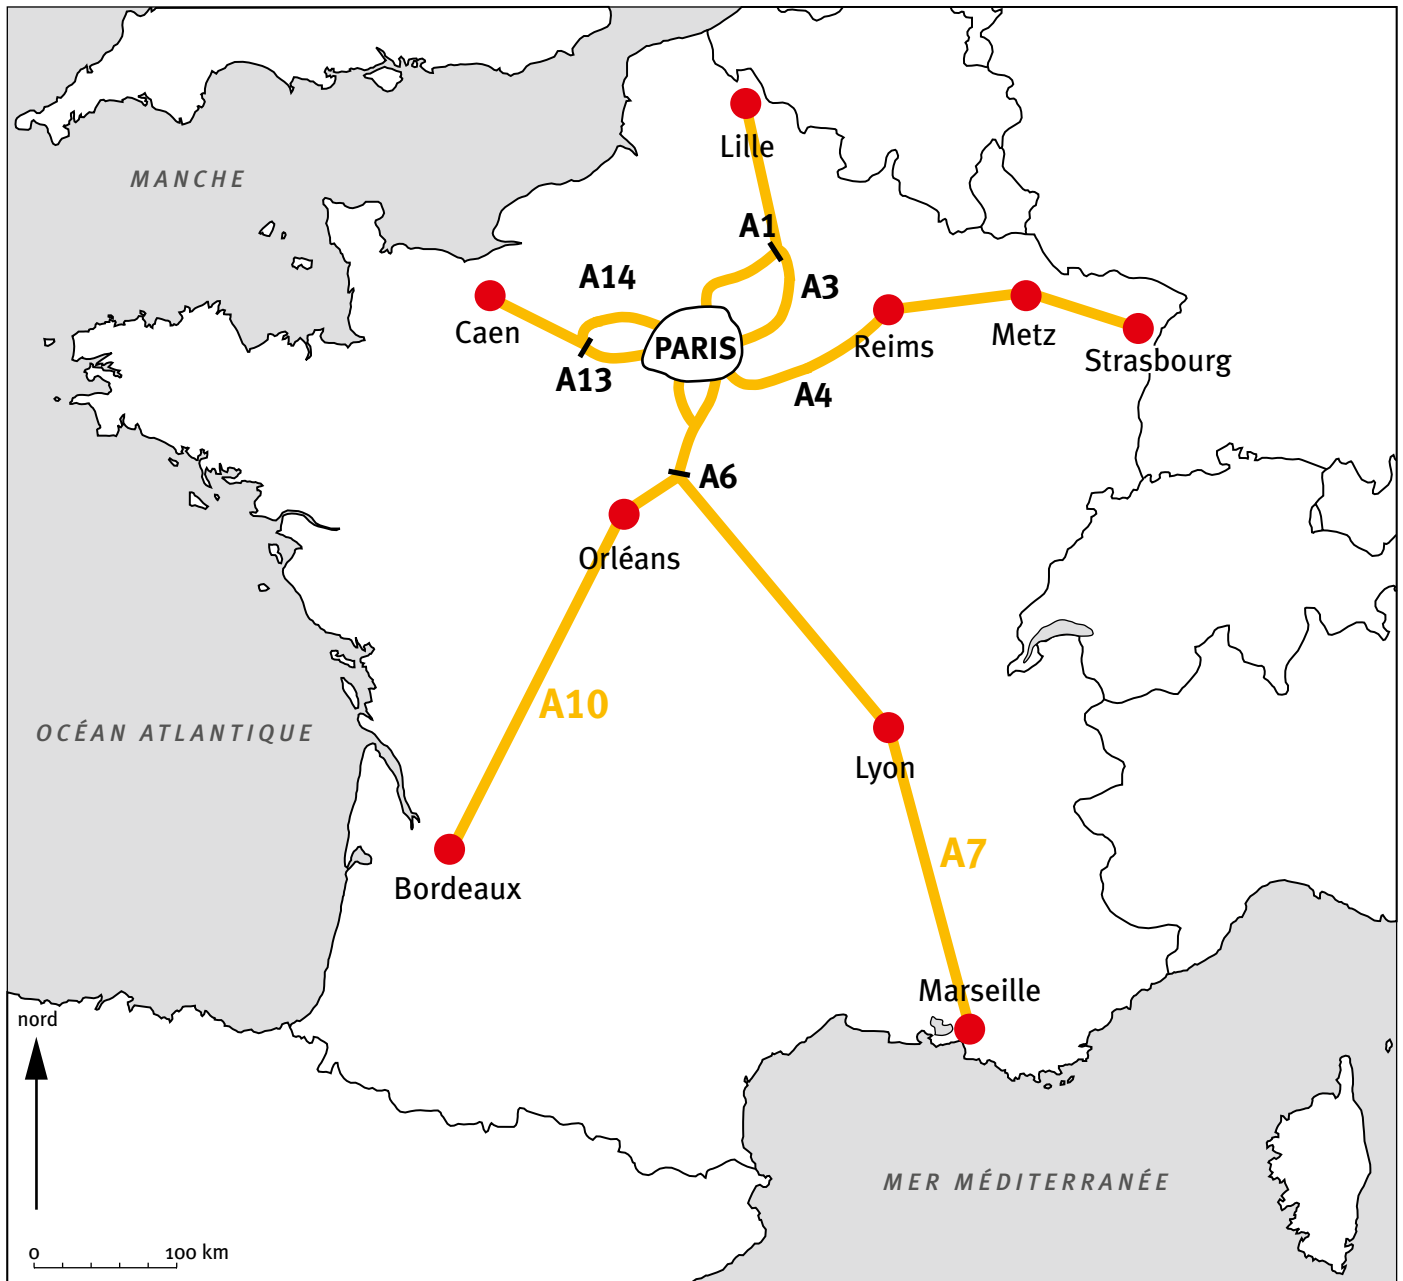 Lille
MANCHE
A1
A14
A3
Caen
PARIS
Reims
Metz
Strasbourg
A13
A4
A6
Orléans
A10
OCÉAN ATLANTIQUE
Lyon
A7
Bordeaux
Marseille
nord
MER MÉDITERRANÉE
0 100 km